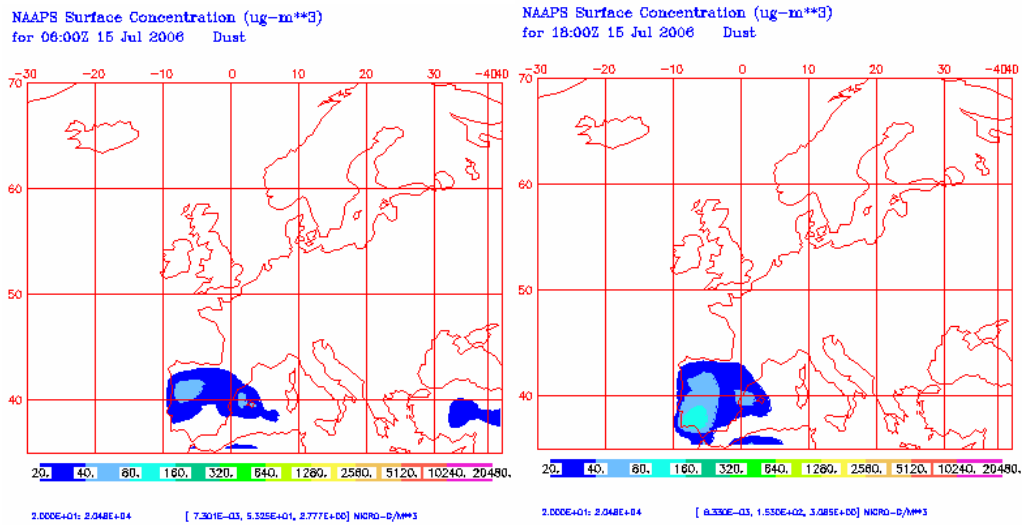 NAAPS Surface Concentration (ug-m**3)
for 06:00Z 15 Jul 2006 Dust
-30 -20 -10 0 10 20 30 -4040
70
60
50
40
20. 40. 80. 160. 320. 640. 1280. 2560. 5120. 10240. 20480.
2.000E+01: 2.048E+04 [ 7.301E-03, 5.325E+01, 2.777E+00] MICRO-G/M**3
NAAPS Surface Concentration (ug-m**3)
for 18:00Z 15 Jul 2006 Dust
-30 -20 -10 0 10 20 30 -4040
70
60
50
40
20. 40. 80. 160. 320. 640. 1280. 2560. 5120. 10240. 20480.
2.000E+01: 2.048E+04 [ 8.330E-03, 1.530E+02, 3.085E+00] MICRO-G/M**3